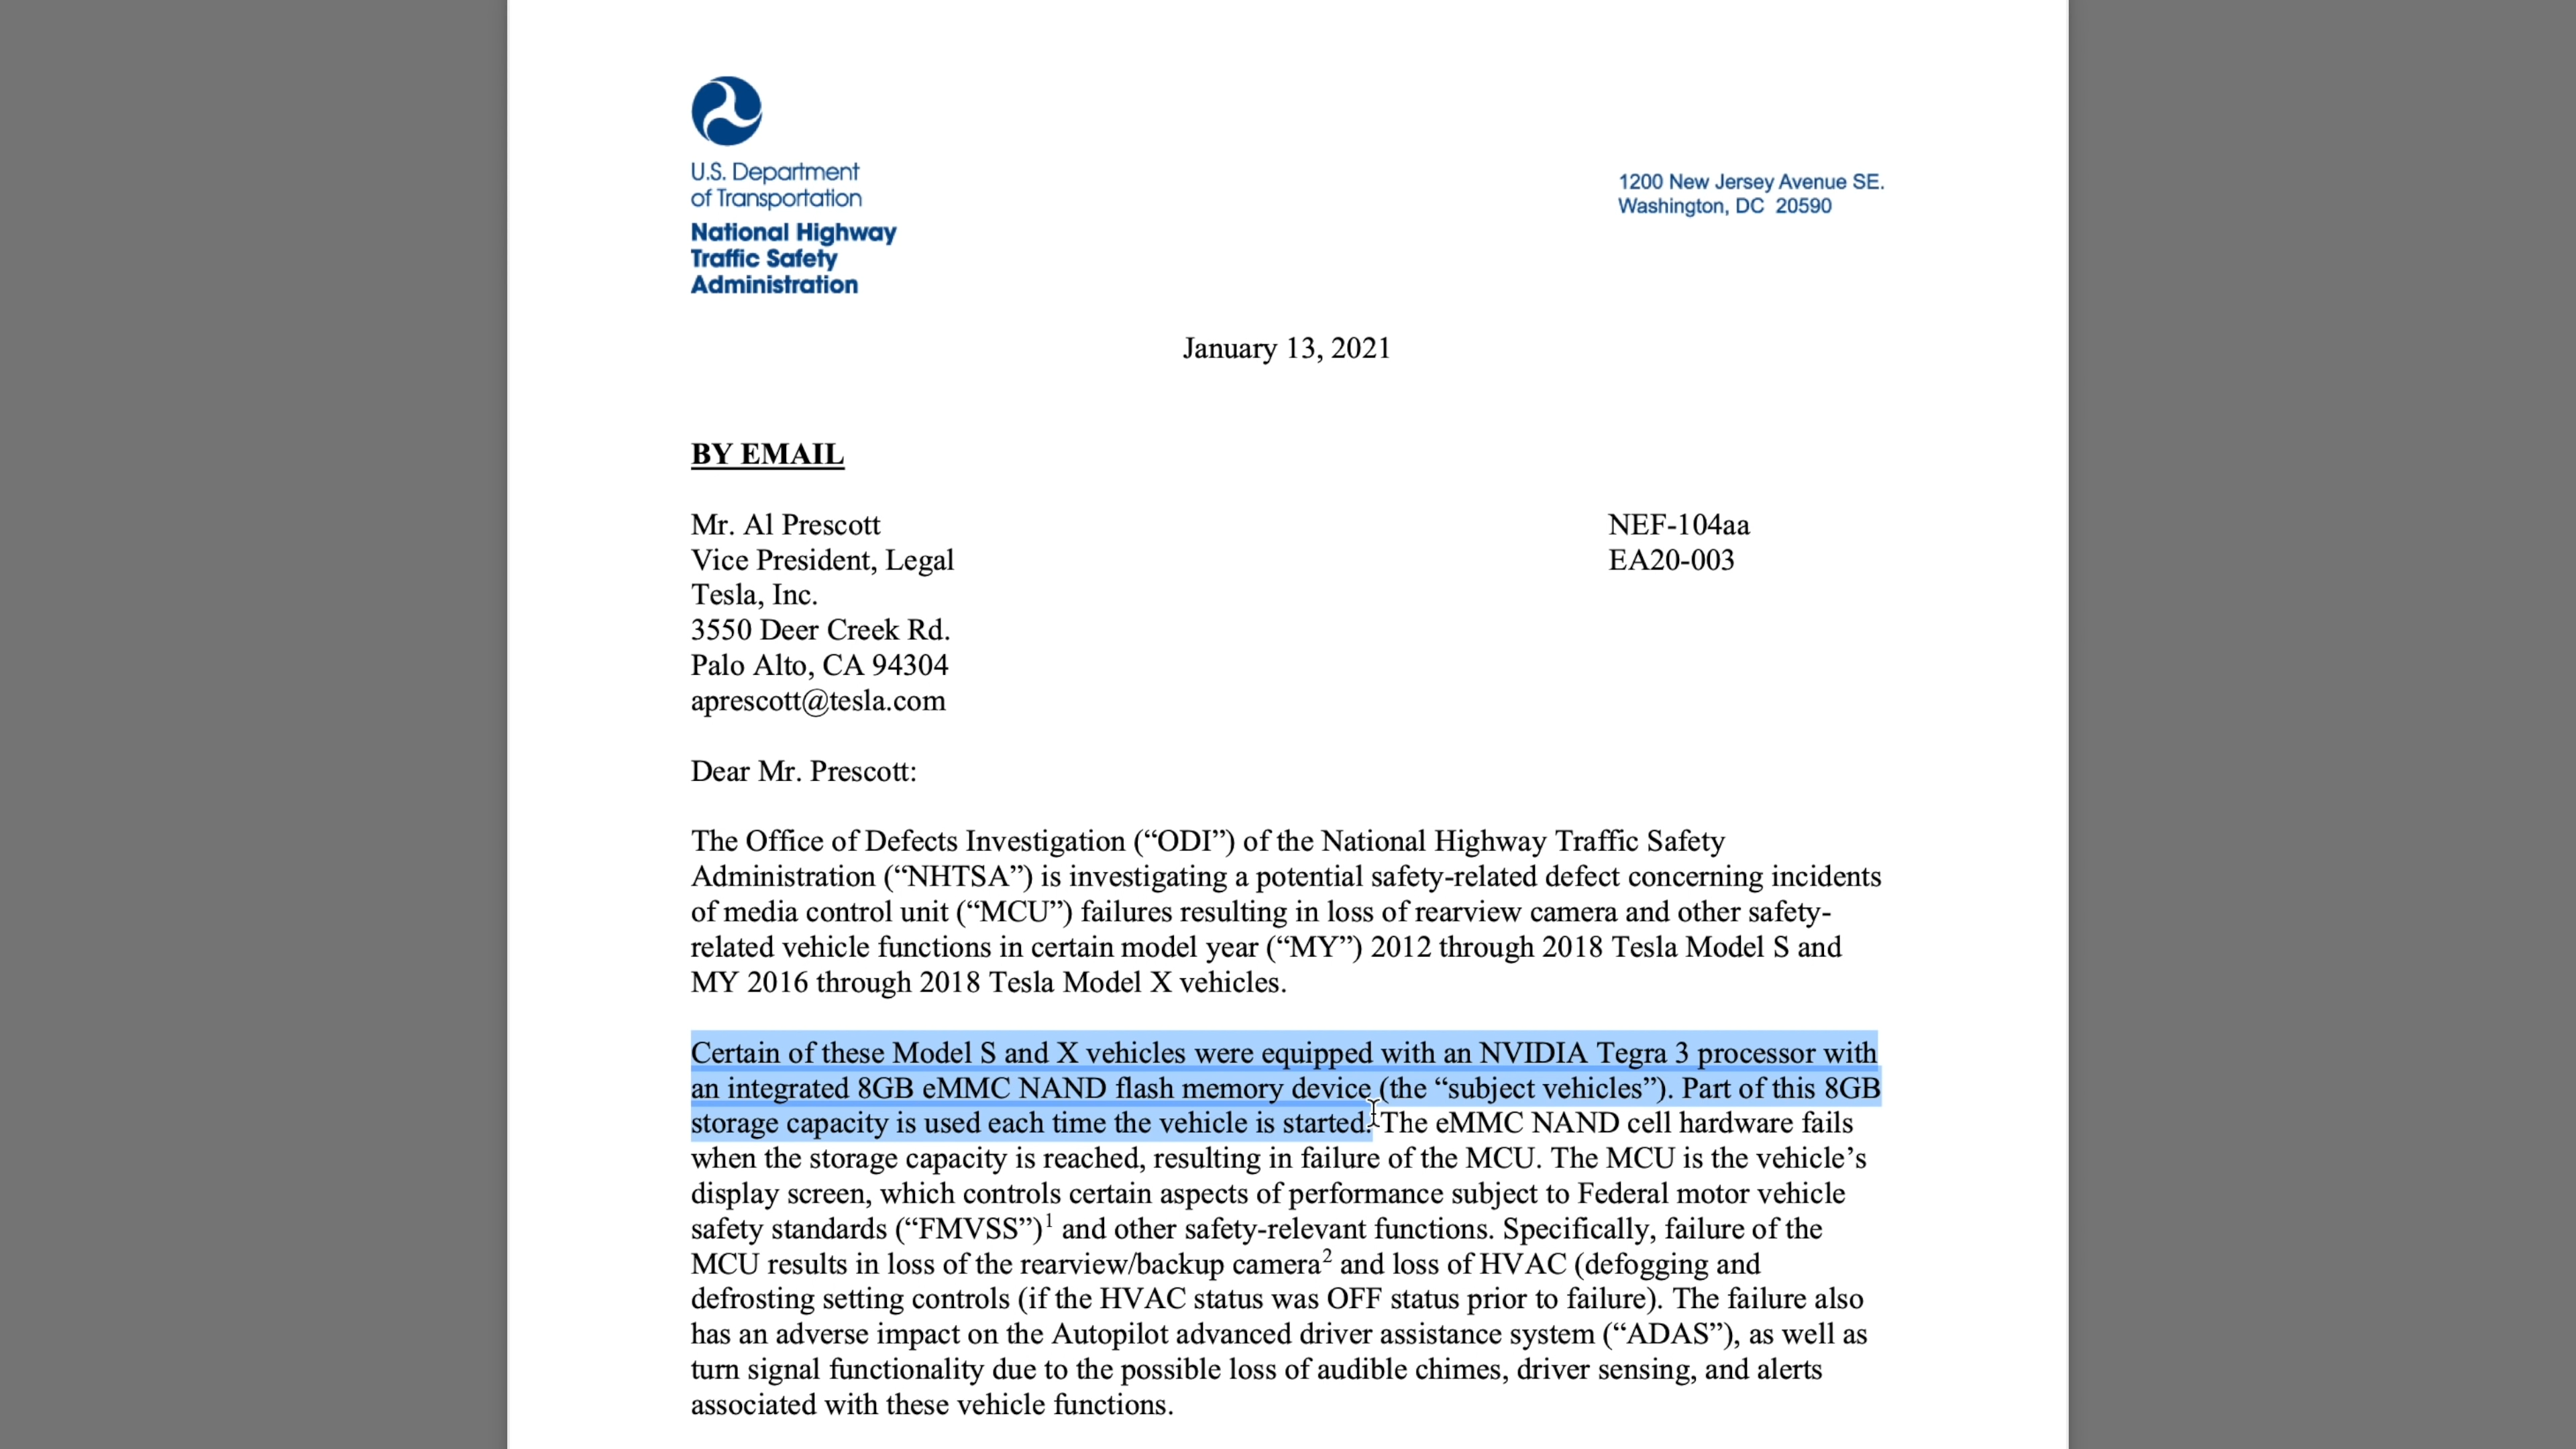 U.S. Department
of Transportation
National Highway
Traffic Safety
Administration
1200 New Jersey Avenue SE.
Washington, DC 20590
January 13, 2021
BY EMAIL
Mr. Al Prescott
Vice President, Legal
Tesla, Inc.
3550 Deer Creek Rd.
Palo Alto, CA 94304
aprescott@tesla.com
NEF-104aa
EA20-003
Dear Mr. Prescott:
The Office of Defects Investigation (“ODI”) of the National Highway Traffic Safety
Administration (“NHTSA”) is investigating a potential safety-related defect concerning incidents
of media control unit (“MCU”) failures resulting in loss of rearview camera and other safety-
related vehicle functions in certain model year (“MY”) 2012 through 2018 Tesla Model S and
MY 2016 through 2018 Tesla Model X vehicles.
Certain of these Model S and X vehicles were equipped with an NVIDIA Tegra 3 processor with
an integrated 8GB eMMC NAND flash memory device (the “subject vehicles”). Part of this 8GB
storage capacity is used each time the vehicle is started. The eMMC NAND cell hardware fails
when the storage capacity is reached, resulting in failure of the MCU. The MCU is the vehicle’s
display screen, which controls certain aspects of performance subject to Federal motor vehicle
safety standards (“FMVSS”)1 and other safety-relevant functions. Specifically, failure of the
MCU results in loss of the rearview/backup camera2 and loss of HVAC (defogging and
defrosting setting controls (if the HVAC status was OFF status prior to failure). The failure also
has an adverse impact on the Autopilot advanced driver assistance system (“ADAS”), as well as
turn signal functionality due to the possible loss of audible chimes, driver sensing, and alerts
associated with these vehicle functions.